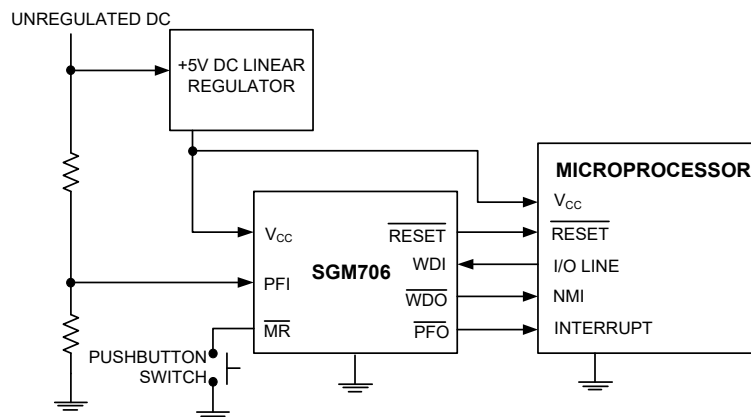 UNREGULATED DC
+5V DC LINEAR
REGULATOR
MICROPROCESSOR
VCC
RESET
I/O LINE
NMI
INTERRUPT
SGM706
VCC
PFI
MR
RESET
WDI
WDO
PFO
PUSHBUTTON
SWITCH